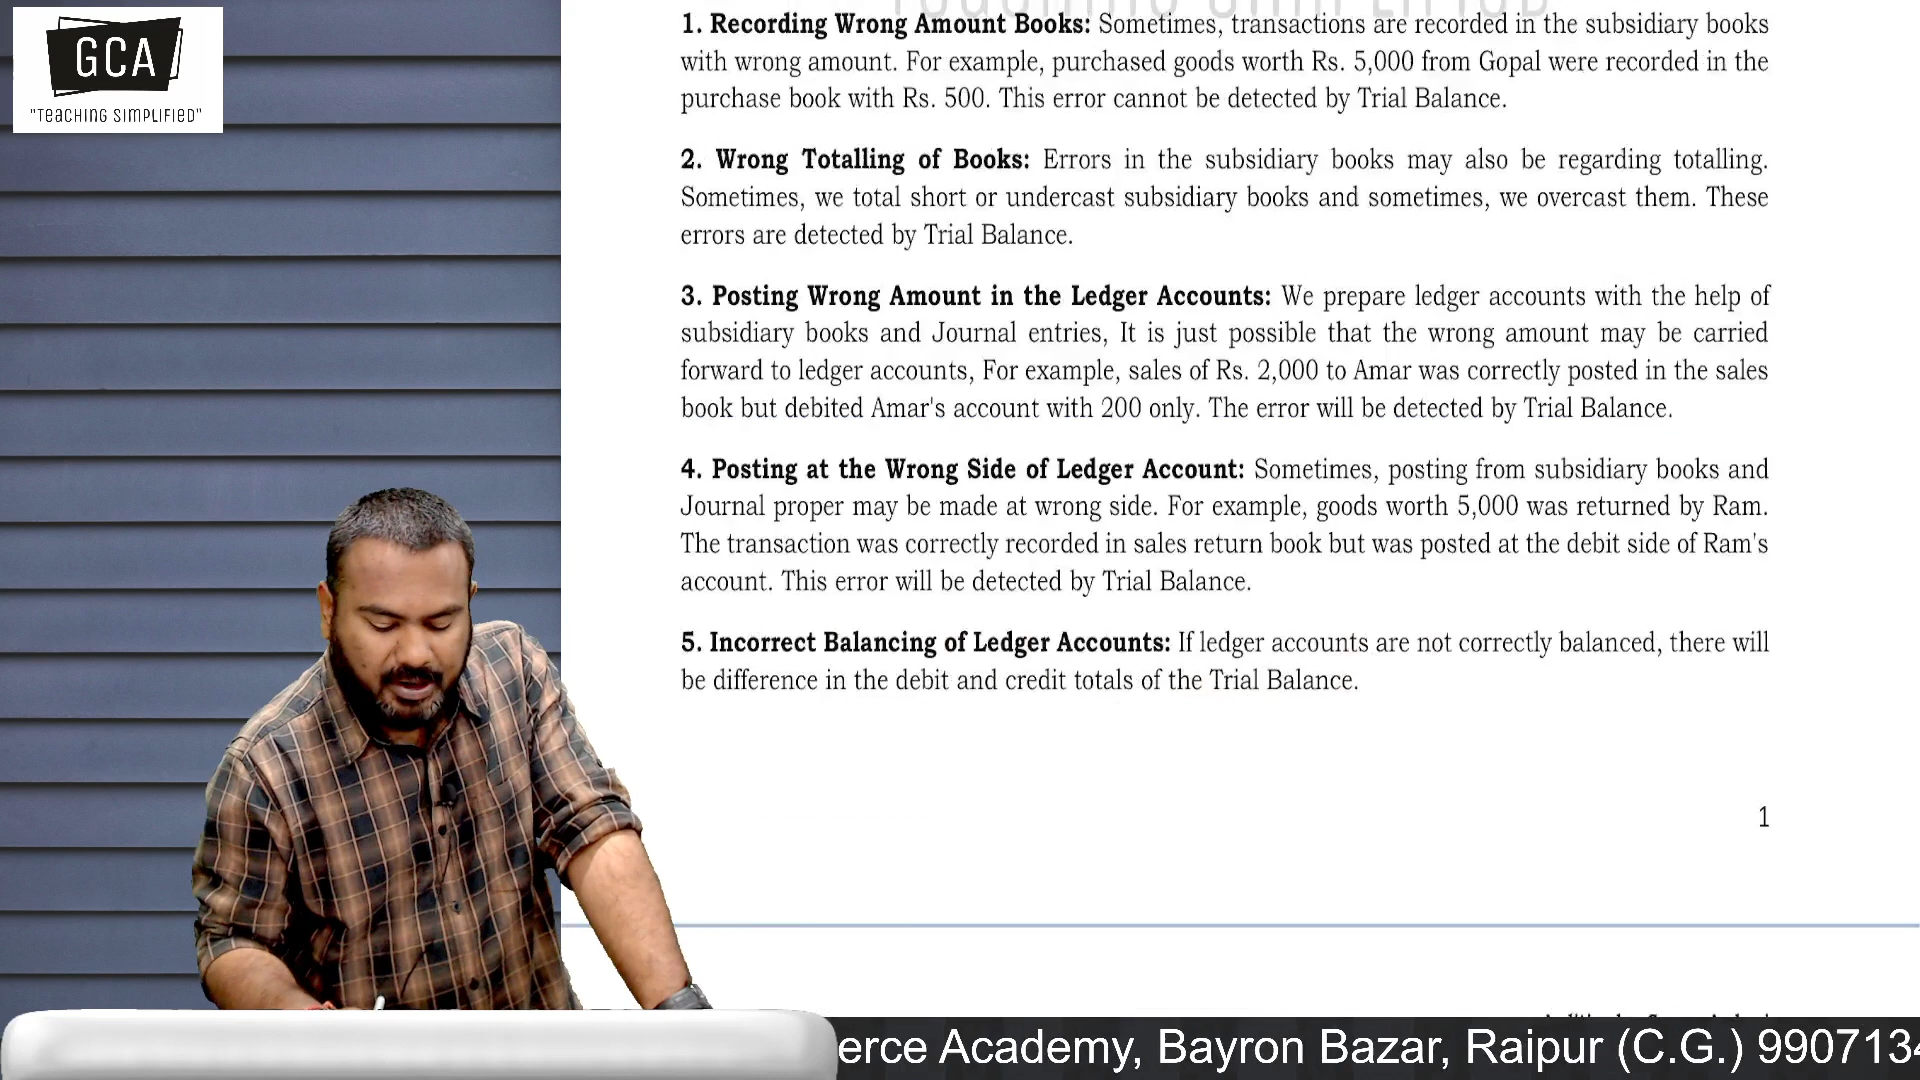 GCA
"TeacHING SIMPLIFIED"
1. Recording Wrong Amount Books: Sometimes, transactions are recorded in the subsidiary books
with wrong amount. For example, purchased goods worth Rs. 5,000 from Gopal were recorded in the
purchase book with Rs. 500. This error cannot be detected by Trial Balance.
2. Wrong Totalling of Books: Errors in the subsidiary books may also be regarding totalling.
Sometimes, we total short or undercast subsidiary books and sometimes, we overcast them. These
errors are detected by Trial Balance.
3. Posting Wrong Amount in the Ledger Accounts: We prepare ledger accounts with the help of
subsidiary books and Journal entries, It is just possible that the wrong amount may be carried
forward to ledger accounts, For example, sales of Rs. 2,000 to Amar was correctly posted in the sales
book but debited Amar's account with 200 only. The error will be detected by Trial Balance.
4. Posting at the Wrong Side of Ledger Account: Sometimes, posting from subsidiary books and
Journal proper may be made at wrong side. For example, goods worth 5,000 was returned by Ram.
The transaction was correctly recorded in sales return book but was posted at the debit side of Ram's
account. This error will be detected by Trial Balance.
5. Incorrect Balancing of Ledger Accounts: If ledger accounts are not correctly balanced, there will
be difference in the debit and credit totals of the Trial Balance.
1
erce Academy, Bayron Bazar, Raipur (C.G.) 990713